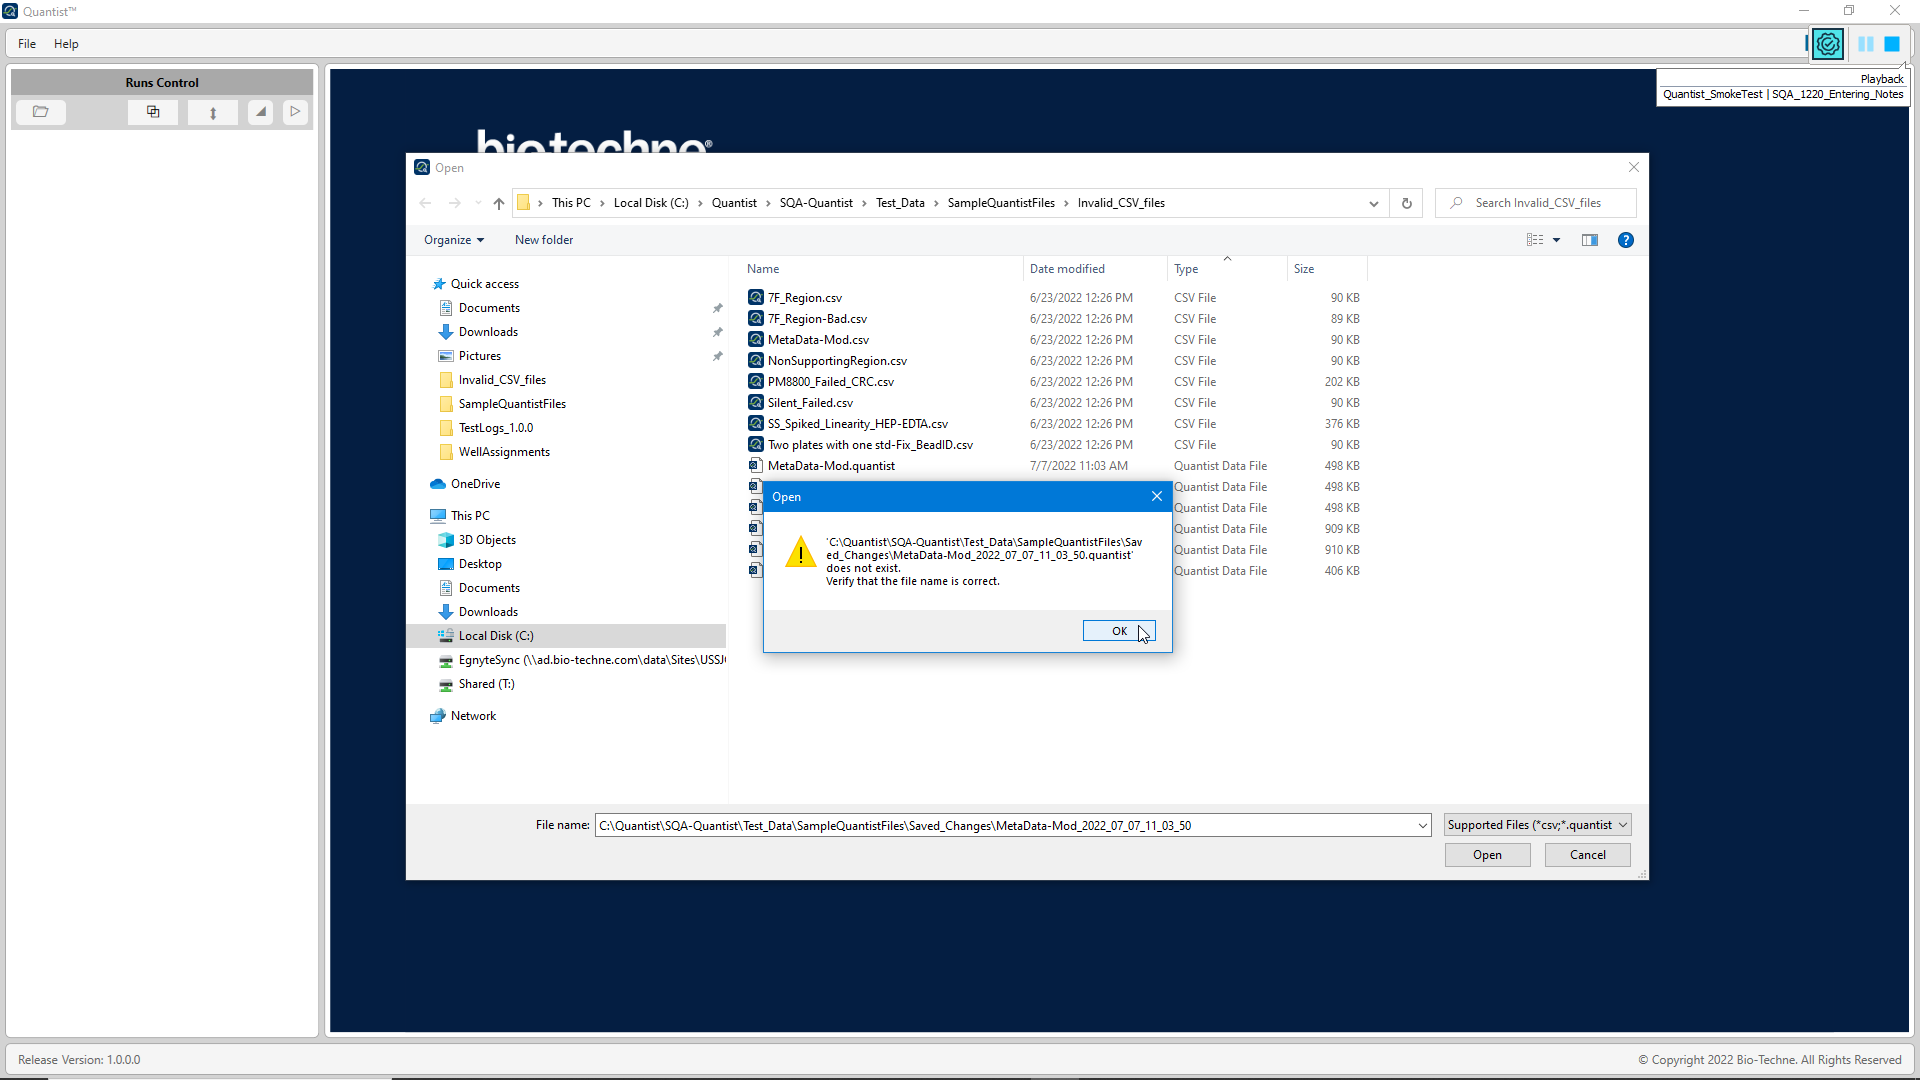 Quantist™
File Help
Playback
Quantist_SmokeTest | SQA_1220_Entering_Notes
Runs Control
bio-techne®
Open
This PC > Local Disk (C:) > Quantist > SQA-Quantist > Test_Data > SampleQuantistFiles > Invalid_CSV_files
Search Invalid_CSV_files
Organize New folder
Quick access
Documents
Downloads
Pictures
Invalid_CSV_files
SampleQuantistFiles
TestLogs_1.0.0
WellAssignments
OneDrive
This PC
3D Objects
Desktop
Documents
Downloads
Local Disk (C:)
EgnyteSync (\\ad.bio-techne.com\data\Sites\USSJ
Shared (T:)
Network
Name Date modified Type Size
7F_Region.csv 6/23/2022 12:26 PM CSV File 90 KB
7F_Region-Bad.csv 6/23/2022 12:26 PM CSV File 89 KB
MetaData-Mod.csv 6/23/2022 12:26 PM CSV File 90 KB
NonSupportingRegion.csv 6/23/2022 12:26 PM CSV File 90 KB
PM8800_Failed_CRC.csv 6/23/2022 12:26 PM CSV File 202 KB
Silent_Failed.csv 6/23/2022 12:26 PM CSV File 90 KB
SS_Spiked_Linearity_HEP-EDTA.csv 6/23/2022 12:26 PM CSV File 376 KB
Two plates with one std-Fix_BeadID.csv 6/23/2022 12:26 PM CSV File 90 KB
MetaData-Mod.quantist 7/7/2022 11:03 AM Quantist Data File 498 KB
Quantist Data File 498 KB
Quantist Data File 498 KB
Quantist Data File 909 KB
Quantist Data File 910 KB
Quantist Data File 406 KB
Open
'C:\Quantist\SQA-Quantist\Test_Data\SampleQuantistFiles\Sav
ed_Changes\MetaData-Mod_2022_07_07_11_03_50.quantist'
does not exist.
Verify that the file name is correct.
OK
File name: C:\Quantist\SQA-Quantist\Test_Data\SampleQuantistFiles\Saved_Changes\MetaData-Mod_2022_07_07_11_03_50
Supported Files (*csv;*.quantist
Open Cancel
Release Version: 1.0.0.0
© Copyright 2022 Bio-Techne. All Rights Reserved